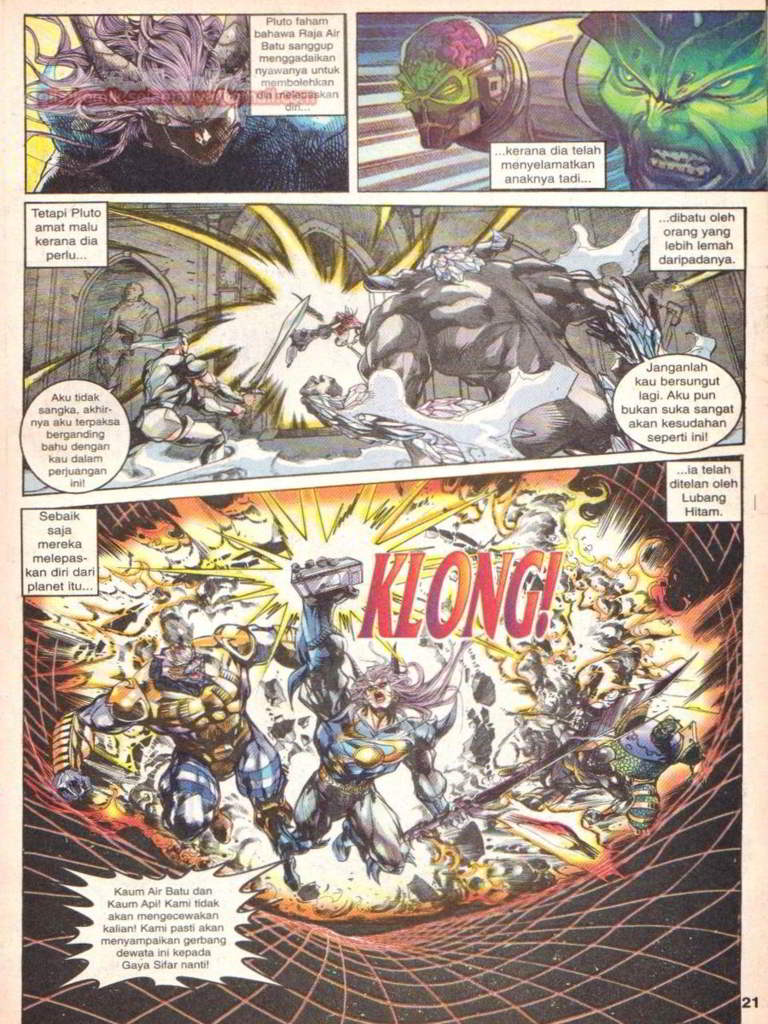 Pluto faham
bahawa Raja Air
Batu sanggup
menggadaikan
nyawanya untuk
membolehkan
dia melepaskan
diri...
...kerana dia telah
menyelamatkan
anaknya tadi...
Tetapi Pluto
amat malu
kerana dia
perlu...
...dibatu oleh
orang yang
lebih lemah
daripadanya.
Aku tidak
sangka, akhir-
nya aku terpaksa
berganding
bahu dengan
kau dalam
perjuangan
ini!
Janganlah
kau bersungut
lagi. Aku pun
bukan suka sangat
akan kesudahan
seperti ini!
Sebaik
saja
mereka
melepas-
kan diri dari
planet itu...
...ia telah
ditelan oleh
Lubang
Hitam.
KLONG!
Kaum Air Batu dan
Kaum Api! Kami tidak
akan mengecewakan
kalian! Kami pasti akan
menyampaikan gerbang
dewata ini kepada
Gaya Sifar nanti!
21